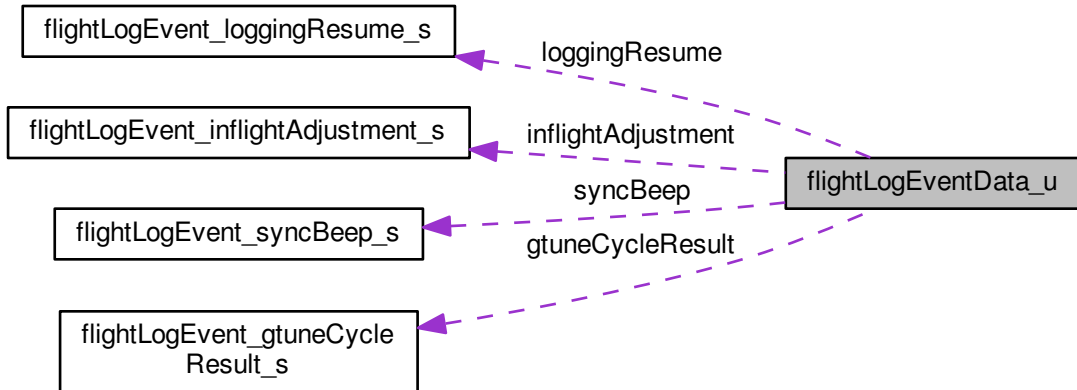 flightLogEvent_loggingResume_s
loggingResume
flightLogEvent_inflightAdjustment_s
inflightAdjustment
flightLogEventData_u
syncBeep
flightLogEvent_syncBeep_s
gtuneCycleResult
flightLogEvent_gtuneCycle
Result_s